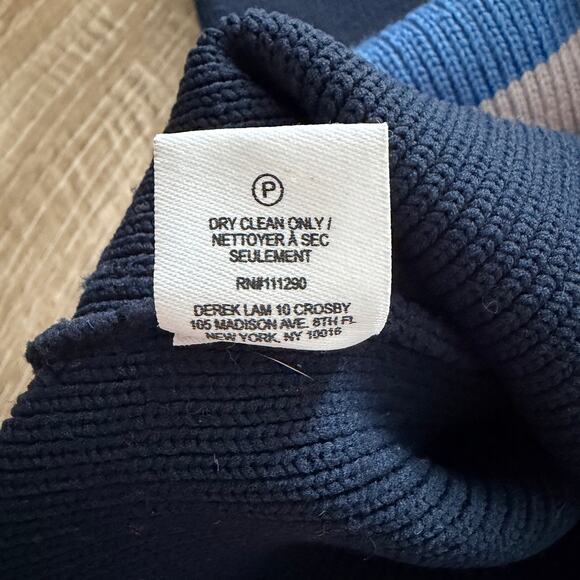 P
DRY CLEAN ONLY /
NETTOYER À SEC
SEULEMENT
RN#111290
DEREK LAM 10 CROSBY
105 MADISON AVE. 8TH FL
NEW YORK, NY 10016